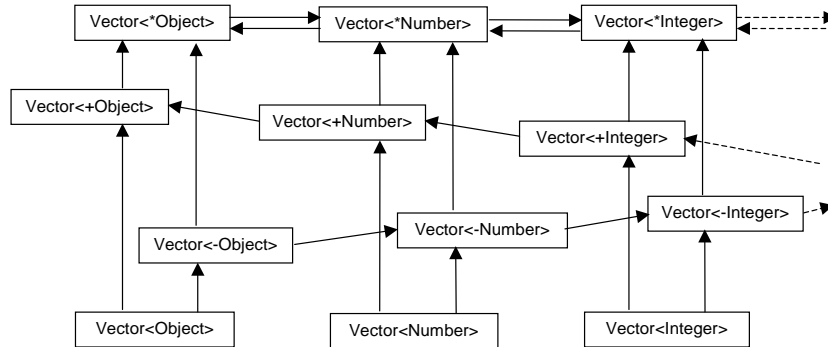 Vector<*Object>
Vector<*Number>
Vector<*Integer>
Vector<+Object>
Vector<+Number>
Vector<+Integer>
Vector<-Object>
Vector<-Number>
Vector<-Integer>
Vector<Object>
Vector<Number>
Vector<Integer>